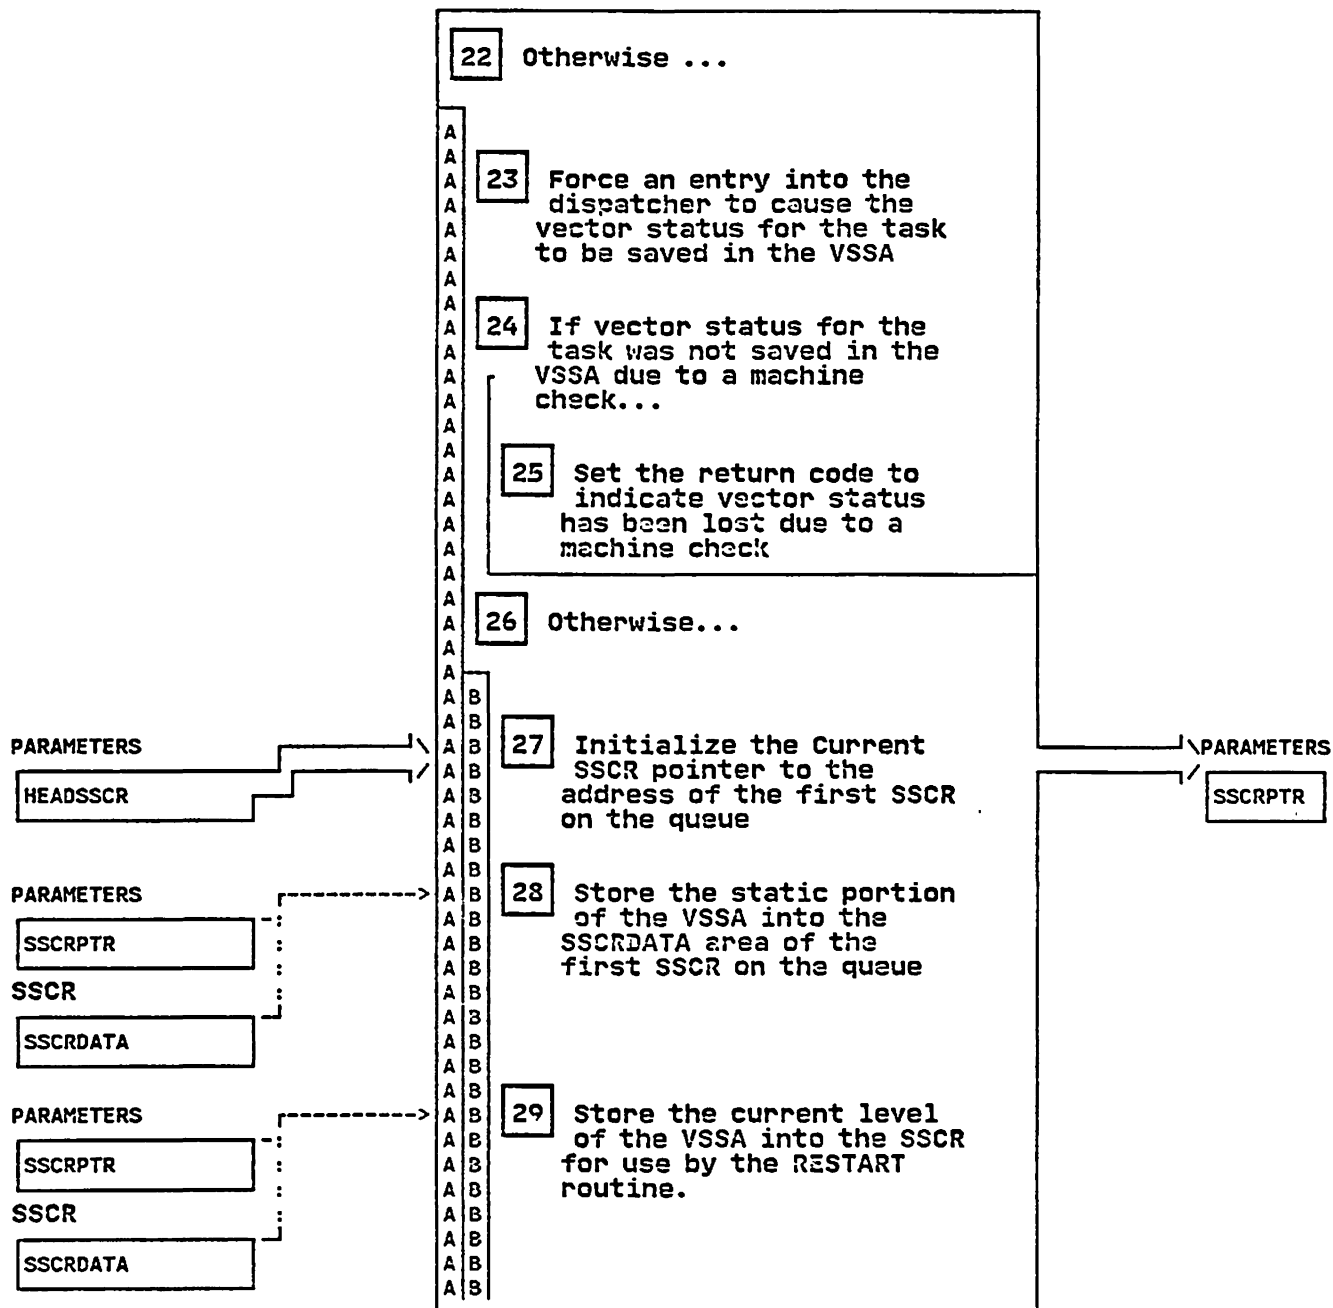 22 Otherwise ...
A
A
A 23 Force an entry into the
A dispatcher to cause the
A vector status for the task
A to be saved in the VSSA
A
A
A 24 If vector status for the
A task was not saved in the
A VSSA due to a machine
A check...
A
A
A 25 Set the return code to
A indicate vector status
A has been lost due to a
A machine check
A
A
A 26 Otherwise...
A
A
A B
A B
PARAMETERS A B 27 Initialize the Current PARAMETERS
HEADSSCR A B SSCR pointer to the SSCRPTR
A B address of the first SSCR
A B on the queue
A B
A B
PARAMETERS A B 28 Store the static portion
A B of the VSSA into the
SSCRPTR A B SSCRDATA area of the
A B first SSCR on the queue
SSCR A B
A B
SSCRDATA A B
A B
A B
PARAMETERS A B 29 Store the current level
A B of the VSSA into the SSCR
SSCRPTR A B for use by the RESTART
A B routine.
SSCR A B
A B
SSCRDATA A B
A B